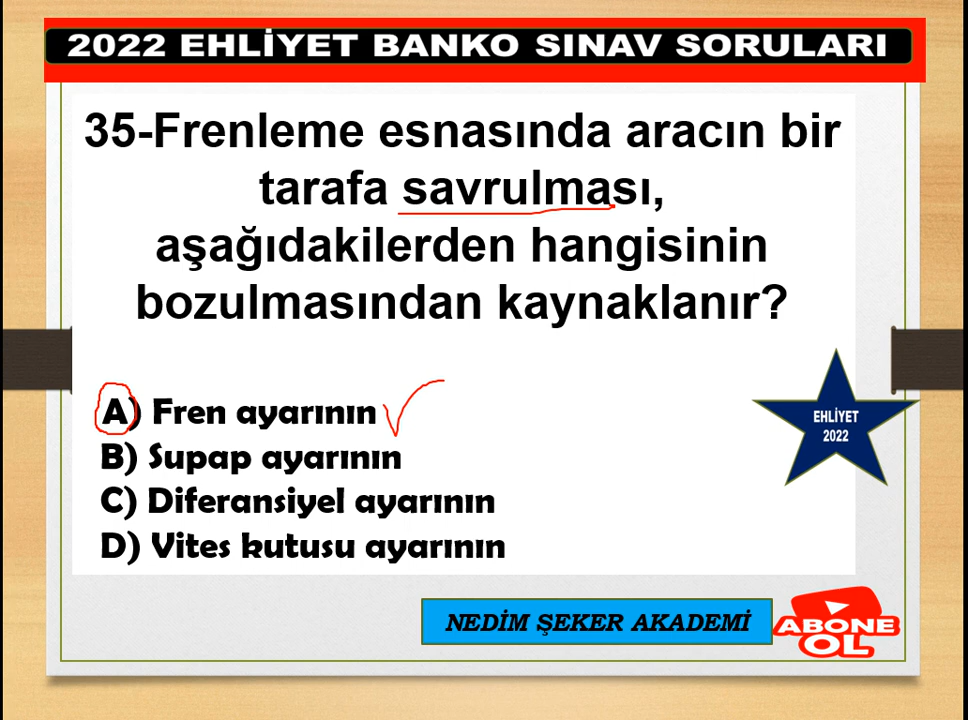 2022 EHLİYET BANKO SINAV SORULARI
35-Frenleme esnasında aracın bir
tarafa savrulması,
aşağıdakilerden hangisinin
bozulmasından kaynaklanır?
A) Fren ayarının
B) Supap ayarının
C) Diferansiyel ayarının
D) Vites kutusu ayarının
EHLİYET
2022
NEDİM ŞEKER AKADEMİ
ABONE
OL